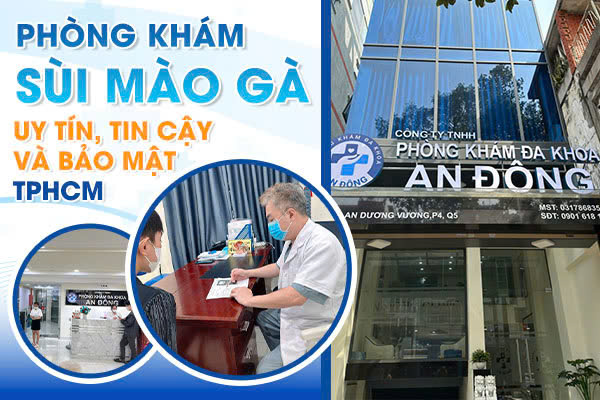 PHÒNG KHÁM
SÙI MÀO GÀ
UY TÍN, TIN CẬY
VÀ BẢO MẬT
TPHCM
PHÒNG KHÁM ĐA KHOA
AN ĐÔNG
CÔNG TY TNHH
PHÒNG KHÁM ĐA KHOA
AN ĐÔNG
PHÒNG KHÁM ĐA KHOA
AN ĐÔNG
AN DƯƠNG VƯƠNG, P4, Q5
MST: 031786835
SĐT: 0901 618 1